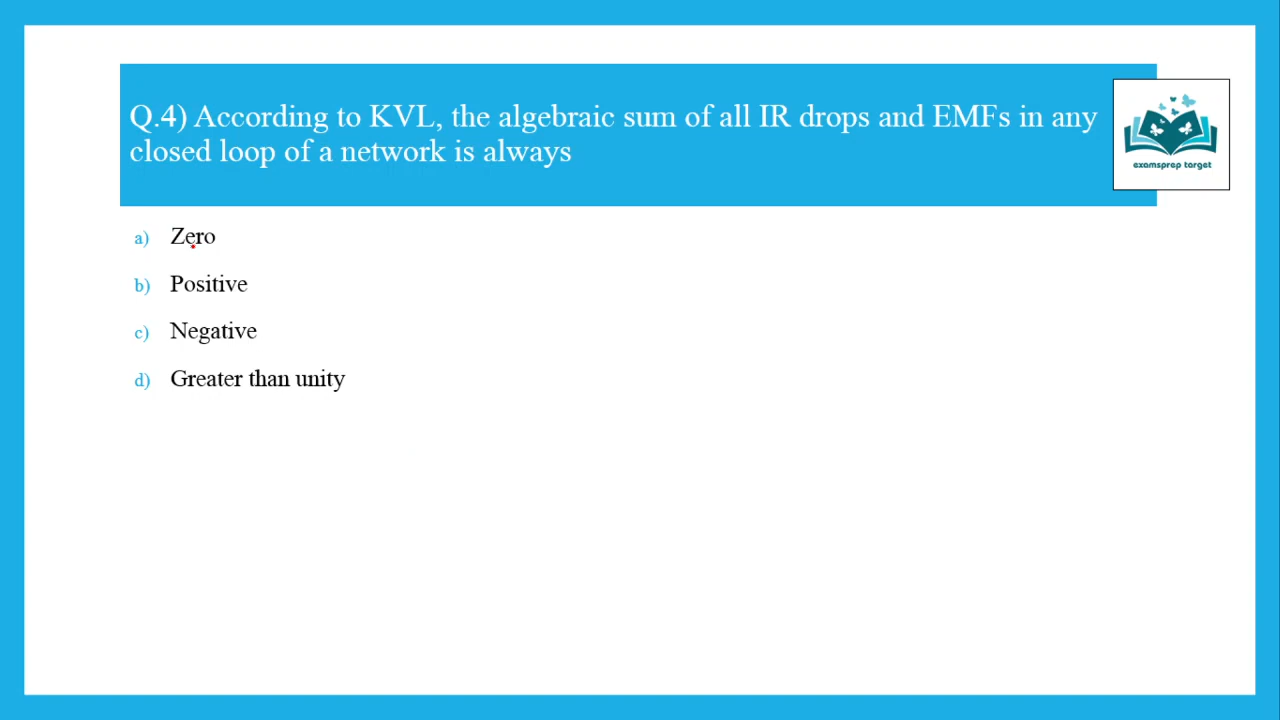 Q.4) According to KVL, the algebraic sum of all IR drops and EMFs in any
closed loop of a network is always
examsprep target
a) Zero
b) Positive
c) Negative
d) Greater than unity